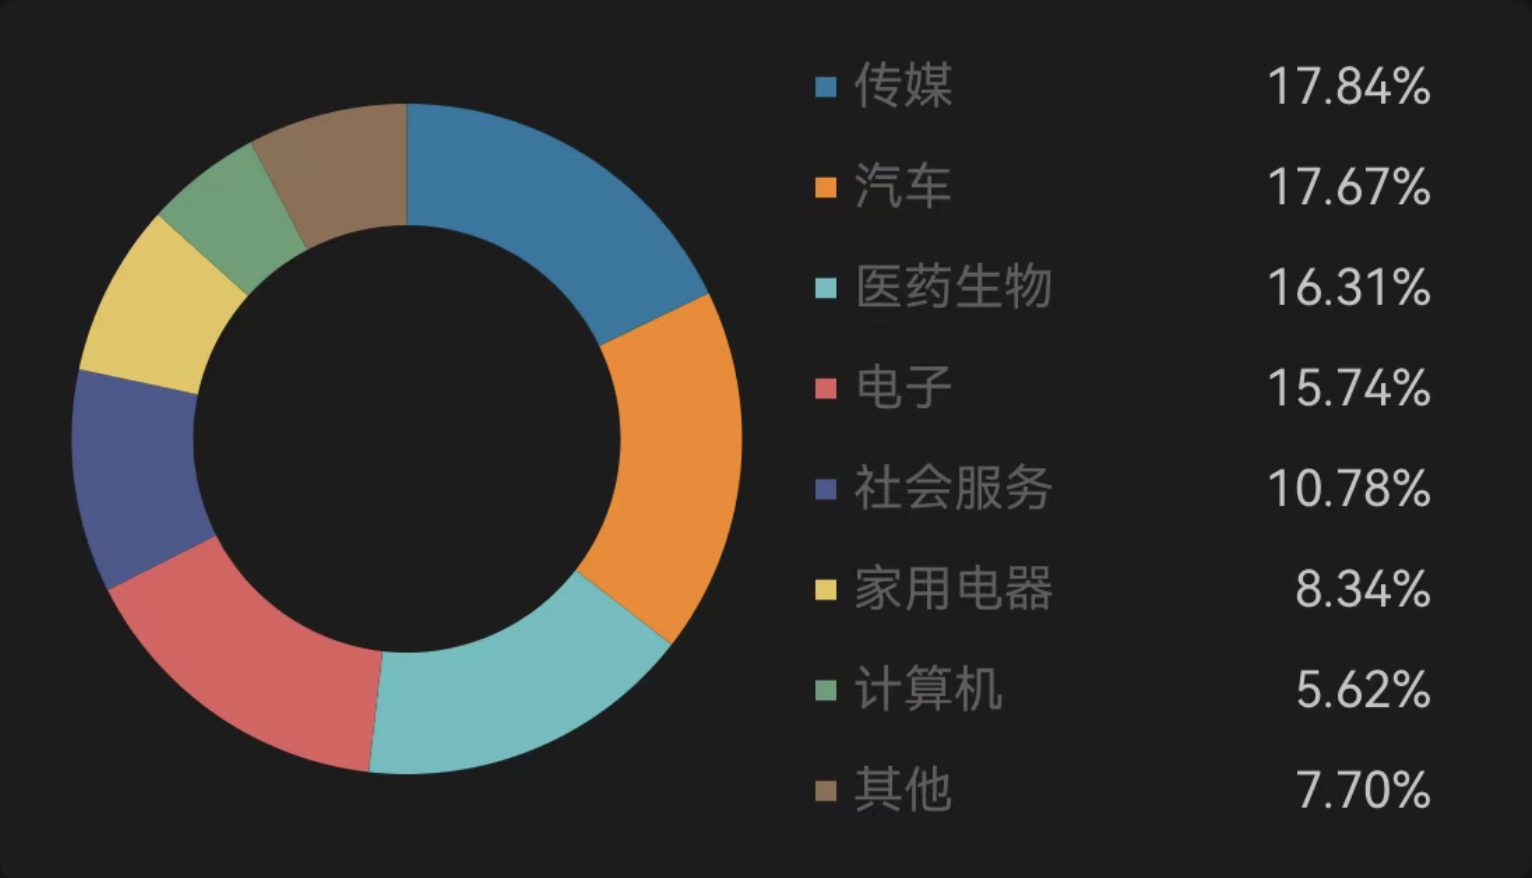 传媒 17.84%
汽车 17.67%
医药生物 16.31%
电子 15.74%
社会服务 10.78%
家用电器 8.34%
计算机 5.62%
其他 7.70%